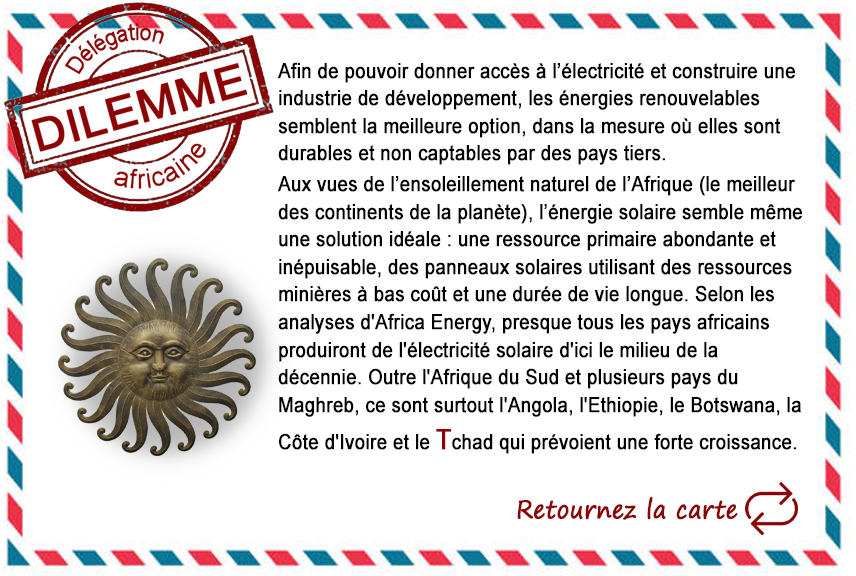 Délégation
DILEMME
africaine
Afin de pouvoir donner accès à l’électricité et construire une
industrie de développement, les énergies renouvelables
semblent la meilleure option, dans la mesure où elles sont
durables et non captables par des pays tiers.
Aux vues de l’ensoleillement naturel de l’Afrique (le meilleur
des continents de la planète), l’énergie solaire semble même
une solution idéale : une ressource primaire abondante et
inépuisable, des panneaux solaires utilisant des ressources
minières à bas coût et une durée de vie longue. Selon les
analyses d'Africa Energy, presque tous les pays africains
produiront de l'électricité solaire d'ici le milieu de la
décennie. Outre l'Afrique du Sud et plusieurs pays du
Maghreb, ce sont surtout l'Angola, l'Ethiopie, le Botswana, la
Côte d'Ivoire et le Tchad qui prévoient une forte croissance.
Retournez la carte